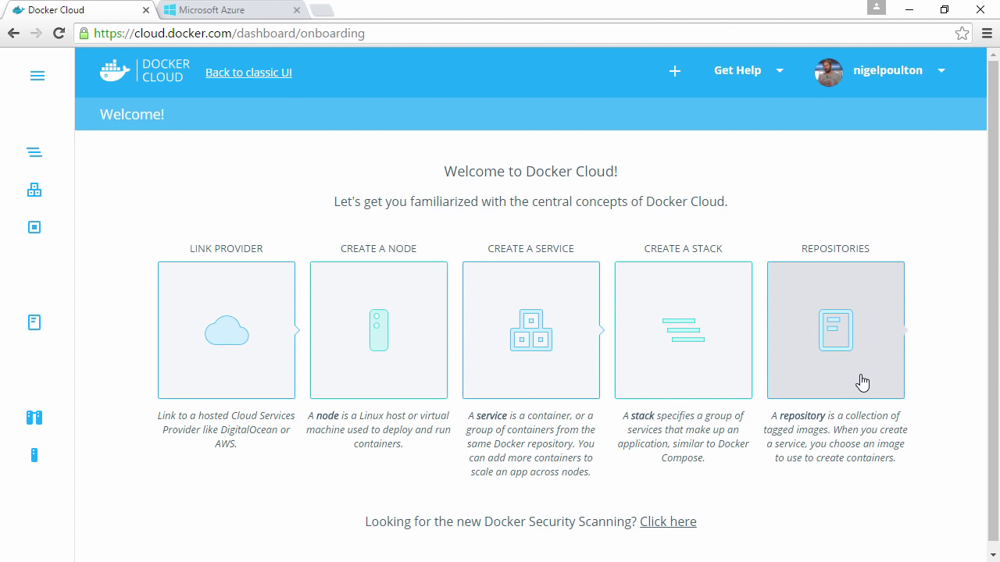 Docker Cloud
Microsoft Azure
https://cloud.docker.com/dashboard/onboarding
DOCKER
CLOUD
Back to classic UI
Get Help
nigelpoulton
Welcome!
Welcome to Docker Cloud!
Let's get you familiarized with the central concepts of Docker Cloud.
LINK PROVIDER
Link to a hosted Cloud Services
Provider like DigitalOcean or
AWS.
CREATE A NODE
A node is a Linux host or virtual
machine used to deploy and run
containers.
CREATE A SERVICE
A service is a container, or a
group of containers from the
same Docker repository. You
can add more containers to
scale an app across nodes.
CREATE A STACK
A stack specifies a group of
services that make up an
application, similar to Docker
Compose.
REPOSITORIES
A repository is a collection of
tagged images. When you create
a service, you choose an image
to use to create containers.
Looking for the new Docker Security Scanning? Click here